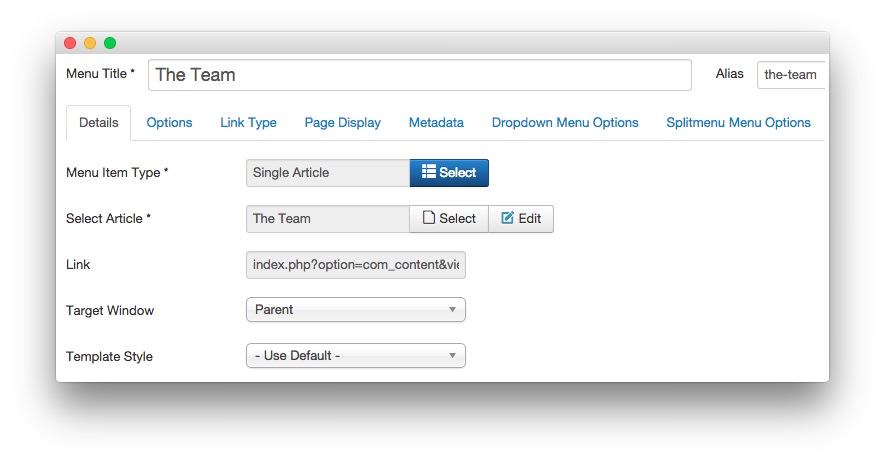 Menu Title * The Team Alias the-team
Details Options Link Type Page Display Metadata Dropdown Menu Options Splitmenu Menu Options
Menu Item Type * Single Article Select
Select Article * The Team Select Edit
Link index.php?option=com_content&vie
Target Window Parent
Template Style - Use Default -